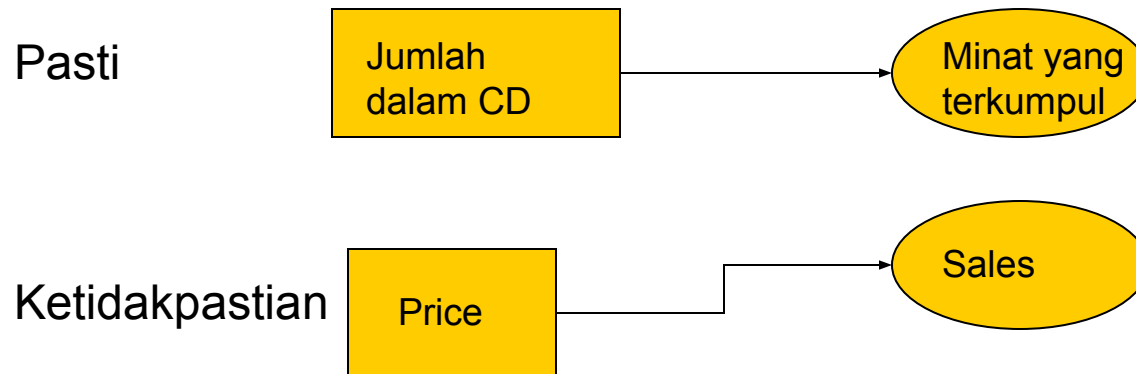 Pasti
Jumlah
dalam CD
Minat yang
terkumpul
Ketidakpastian
Price
Sales